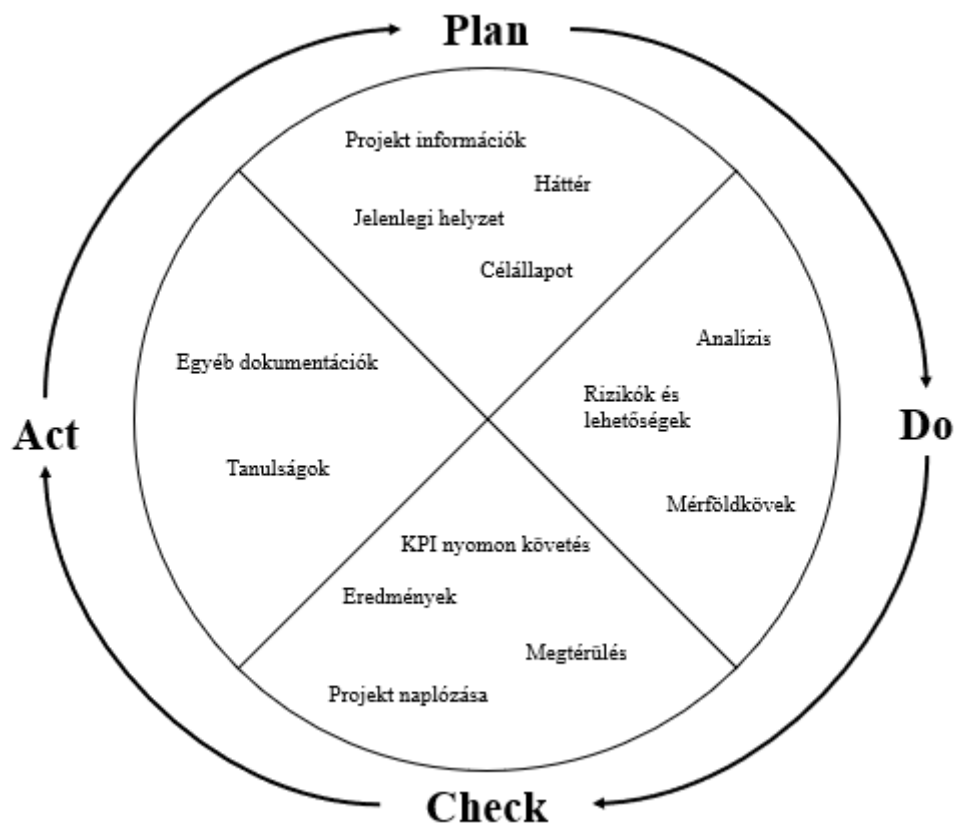 Plan
Projekt információk
Háttér
Jelenlegi helyzet
Célállapot
Analízis
Egyéb dokumentációk
Rizikók és
lehetőségek
Act
Do
Tanulságok
Mérföldkövek
KPI nyomon követés
Eredmények
Megtérülés
Projekt naplózása
Check